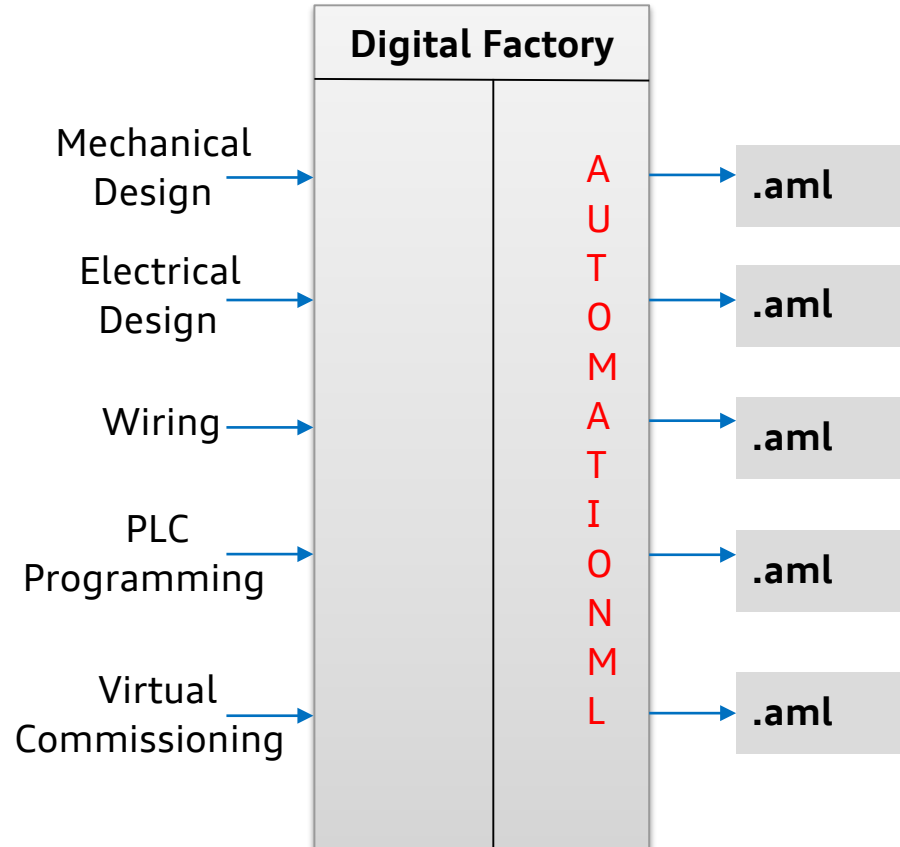 Digital Factory
Mechanical
Design
Electrical
Design
Wiring
PLC
Programming
Virtual
Commissioning
A
U
T
O
M
A
T
I
O
N
M
L
.aml
.aml
.aml
.aml
.aml